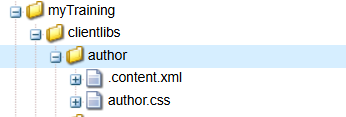 myTraining
clientlibs
author
.content.xml
author.css